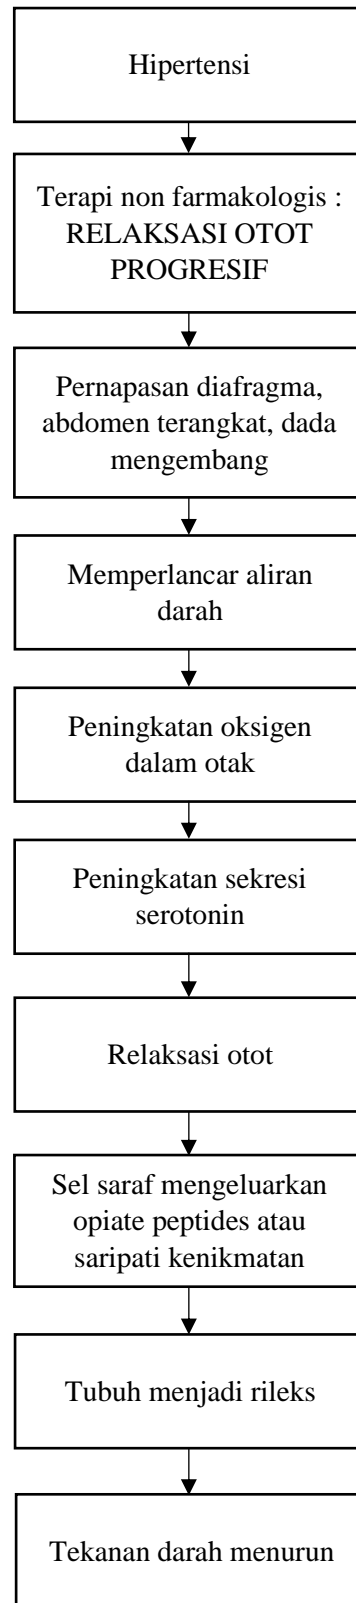 Hipertensi
Terapi non farmakologis :
RELAKSASI OTOT
PROGRESIF
Pernapasan diafragma,
abdomen terangkat, dada
mengembang
Memperlancar aliran
darah
Peningkatan oksigen
dalam otak
Peningkatan sekresi
serotonin
Relaksasi otot
Sel saraf mengeluarkan
opiate peptides atau
saripati kenikmatan
Tubuh menjadi rileks
Tekanan darah menurun